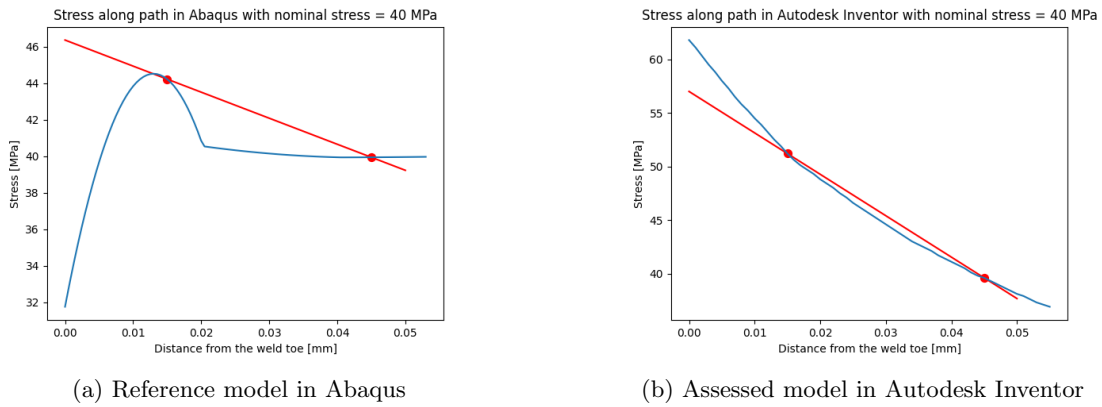 Stress along path in Abaqus with nominal stress = 40 MPa
46
44
42
40
38
36
34
32
Stress [MPa]
0.00 0.01 0.02 0.03 0.04 0.05
Distance from the weld toe [mm]
(a) Reference model in Abaqus
Stress along path in Autodesk Inventor with nominal stress = 40 MPa
60
55
50
45
40
Stress [MPa]
0.00 0.01 0.02 0.03 0.04 0.05
Distance from the weld toe [mm]
(b) Assessed model in Autodesk Inventor